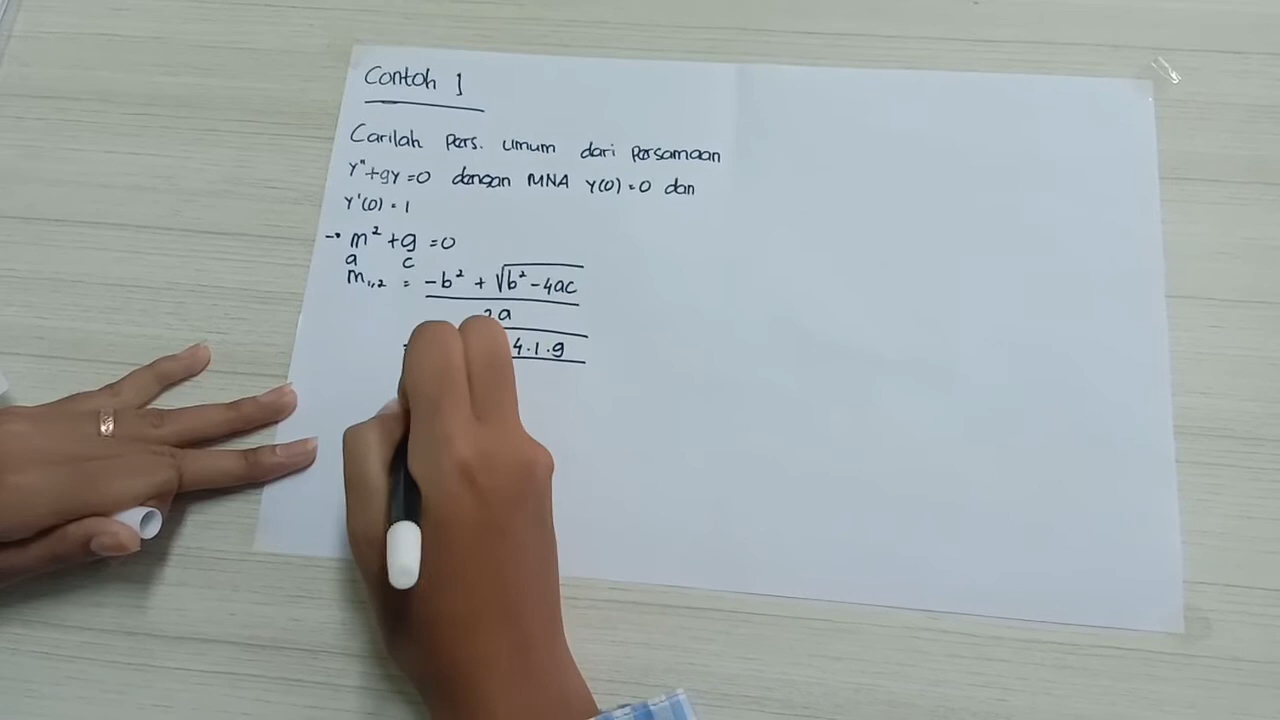 Contoh 1
Carilah pers. umum dari persamaan
y"+9y=0 dengan MNA y(0)=0 dan
y'(0)=1
→ m²+9=0
a c
m₁,₂ = -b² + √b²-4ac
2a
4.1.9